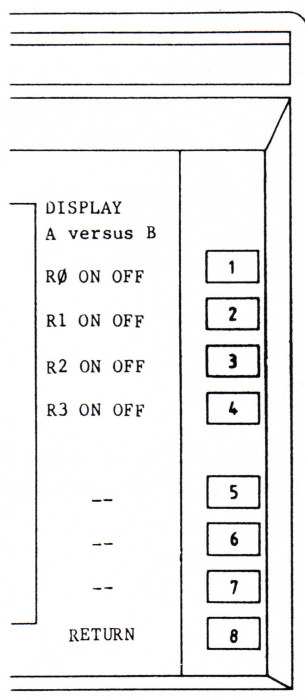 DISPLAY
A versus B
RØ ON OFF 1
R1 ON OFF 2
R2 ON OFF 3
R3 ON OFF 4
-- 5
-- 6
-- 7
RETURN 8